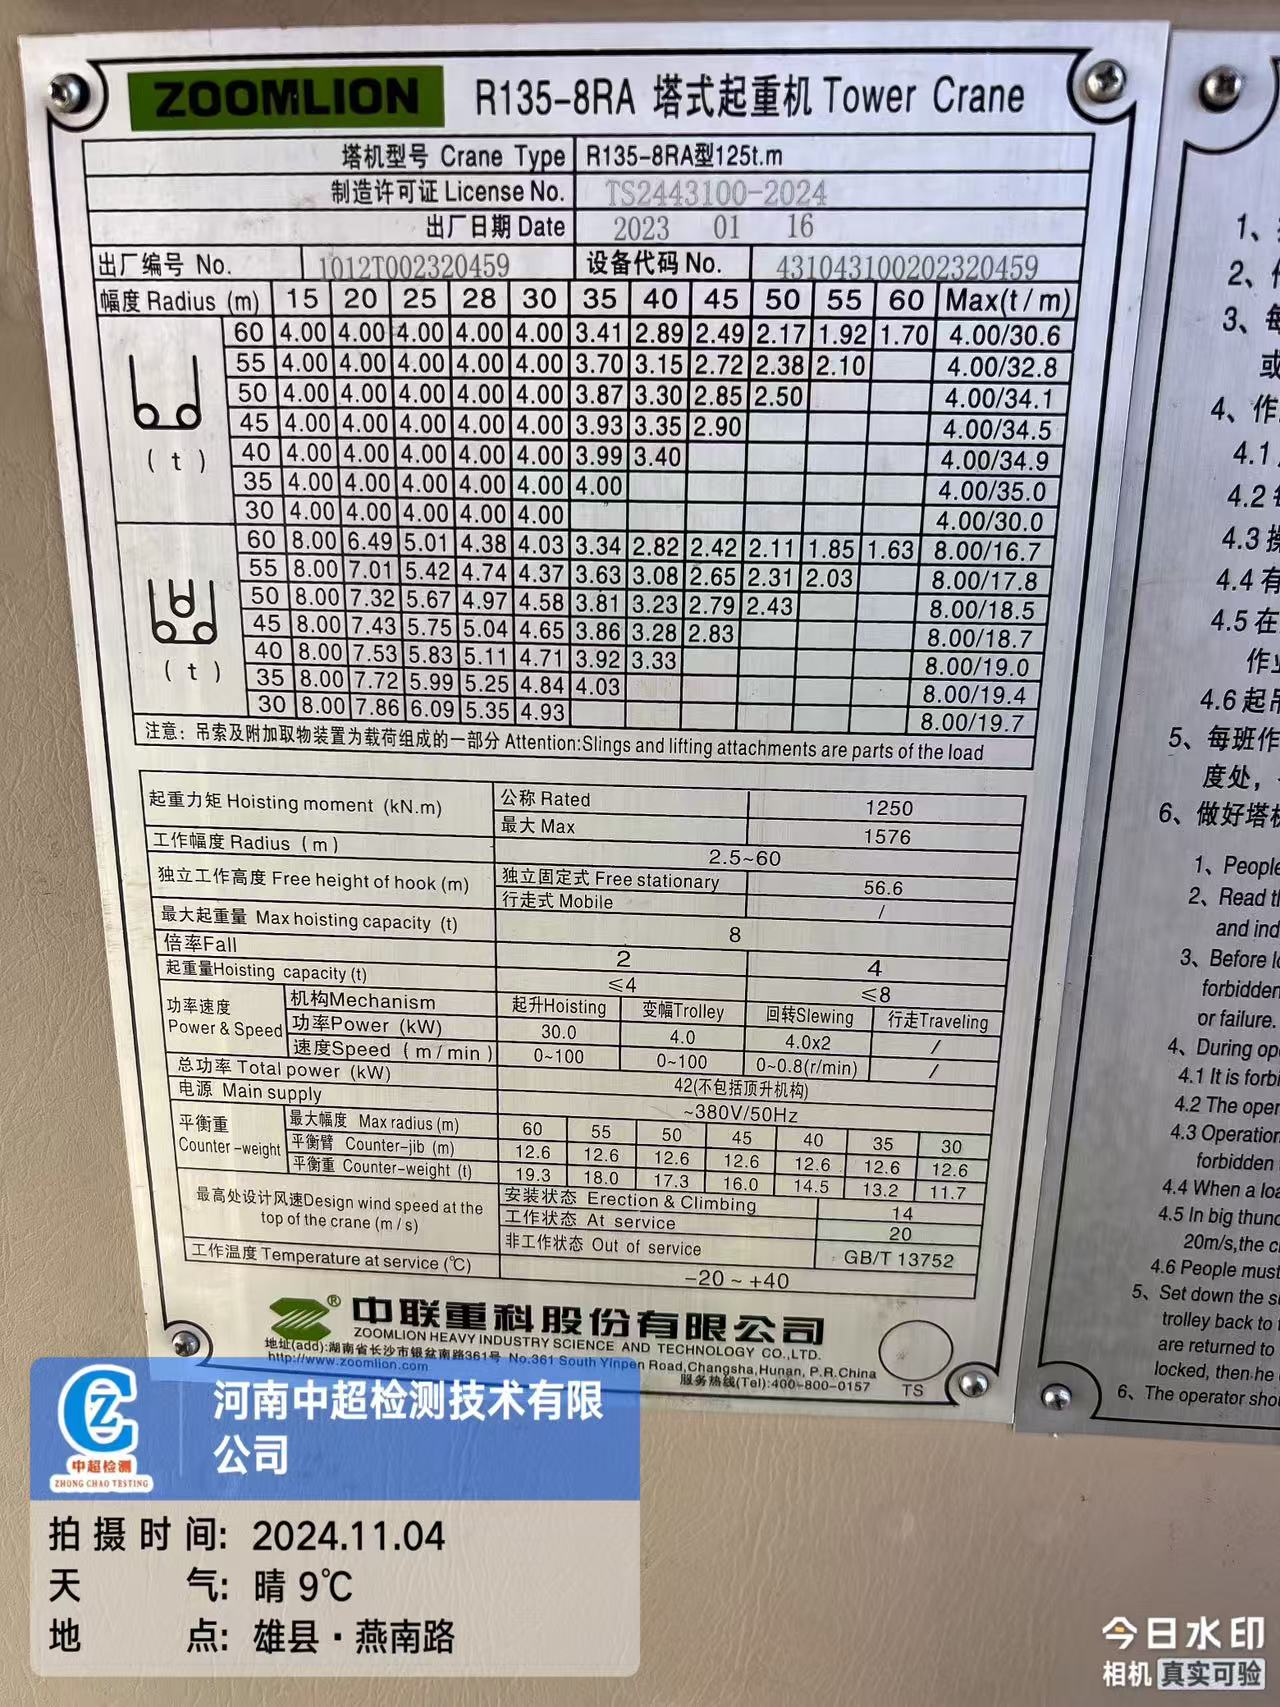 ZOOMLION R135-8RA 塔式起重机 Tower Crane
塔机型号 Crane Type R135-8RA型125t.m
制造许可证 License No. TS2443100-2024
出厂日期 Date 2023 01 16
出厂编号 No. 1012T002320459 设备代码 No. 431043100202320459
幅度 Radius (m) 15 20 25 28 30 35 40 45 50 55 60 Max(t/m)
60 4.00 4.00 4.00 4.00 4.00 3.41 2.89 2.49 2.17 1.92 1.70 4.00/30.6
55 4.00 4.00 4.00 4.00 4.00 3.70 3.15 2.72 2.38 2.10 4.00/32.8
50 4.00 4.00 4.00 4.00 4.00 3.87 3.30 2.85 2.50 4.00/34.1
45 4.00 4.00 4.00 4.00 4.00 3.93 3.35 2.90 4.00/34.5
(t) 40 4.00 4.00 4.00 4.00 4.00 3.99 3.40 4.00/34.9
35 4.00 4.00 4.00 4.00 4.00 4.00 4.00/35.0
30 4.00 4.00 4.00 4.00 4.00 4.00/30.0
60 8.00 6.49 5.01 4.38 4.03 3.34 2.82 2.42 2.11 1.85 1.63 8.00/16.7
55 8.00 7.01 5.42 4.74 4.37 3.63 3.08 2.65 2.31 2.03 8.00/17.8
50 8.00 7.32 5.67 4.97 4.58 3.81 3.23 2.79 2.43 8.00/18.5
45 8.00 7.43 5.75 5.04 4.65 3.86 3.28 2.83 8.00/18.7
40 8.00 7.53 5.83 5.11 4.71 3.92 3.33 8.00/19.0
(t) 35 8.00 7.72 5.99 5.25 4.84 4.03 8.00/19.4
30 8.00 7.86 6.09 5.35 4.93 8.00/19.7
注意：吊索及附加取物装置为载荷组成的一部分 Attention:Slings and lifting attachments are parts of the load
起重力矩 Hoisting moment (kN.m) 公称 Rated 1250
最大 Max 1576
工作幅度 Radius (m) 2.5~60
独立工作高度 Free height of hook (m) 独立固定式 Free stationary 56.6
行走式 Mobile /
最大起重量 Max hoisting capacity (t) 8
倍率Fall 2 4
起重量Hoisting capacity (t) ≤4 ≤8
功率速度 Power & Speed 机构Mechanism 起升Hoisting 变幅Trolley 回转Slewing 行走Traveling
功率Power (kW) 30.0 4.0 4.0x2 /
速度Speed (m/min) 0~100 0~100 0~0.8(r/min) /
总功率 Total power (kW) 42(不包括顶升机构)
电源 Main supply ~380V/50Hz
平衡重 Counter-weight 最大幅度 Max radius (m) 60 55 50 45 40 35 30
平衡臂 Counter-jib (m) 12.6 12.6 12.6 12.6 12.6 12.6 12.6
平衡重 Counter-weight (t) 19.3 18.0 17.3 16.0 14.5 13.2 11.7
最高处设计风速Design wind speed at the top of the crane (m/s) 安装状态 Erection & Climbing 14
工作状态 At service 20
非工作状态 Out of service GB/T 13752
工作温度 Temperature at service (℃) -20 ~ +40
® 中联重科股份有限公司
ZOOMLION HEAVY INDUSTRY SCIENCE AND TECHNOLOGY CO.,LTD.
地址(add):湖南省长沙市银盆南路361号 No.361 South Yinpen Road,Changsha,Hunan, P.R.China
http://www.zoomlion.com 服务热线(Tel):400-800-0157
TS
1、
2、
3、每
或
4、作
4.1
4.2 每
4.3 操
4.4 有
4.5 在
作业
4.6 起吊
5、每班作
度处，
6、做好塔机
1、People
2、Read th
and ind
3、Before lo
forbidden
or failure.
4、During ope
4.1 It is forbi
4.2 The oper
4.3 Operation
forbidden
4.4 When a loa
4.5 In big thund
20m/s,the c
4.6 People must
5、Set down the s
trolley back to
are returned to
locked, then he
6、The operator shou
中超检测
ZHONG CHAO TESTING
河南中超检测技术有限
公司
拍摄时间: 2024.11.04
天气: 晴 9℃
地点: 雄县·燕南路
今日水印
相机 真实可验